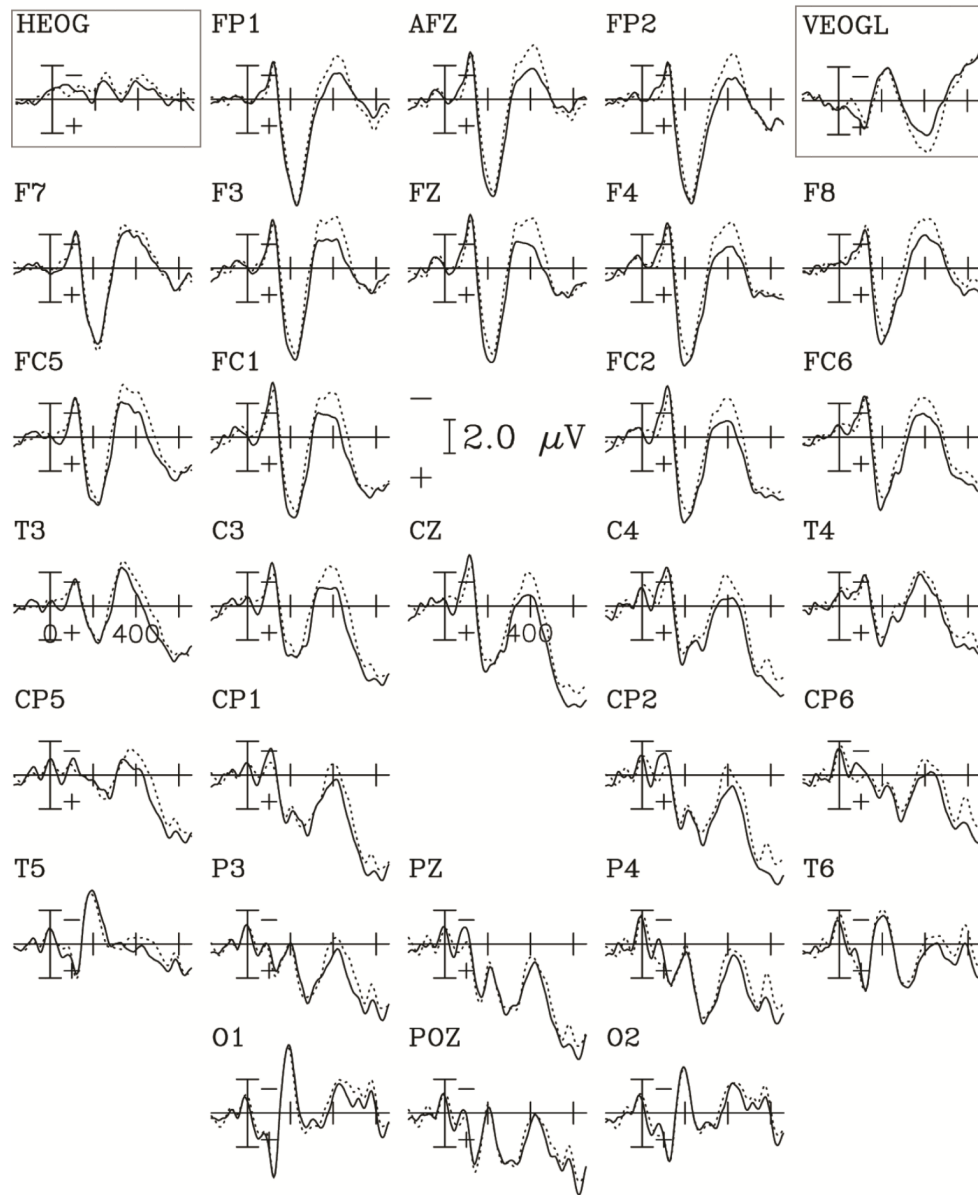 HEOG FP1 AFZ FP2 VEOGL
− − − − −
+ + + + +
F7 F3 FZ F4 F8
− − − − −
+ + + + +
FC5 FC1 FC2 FC6
− − − − −
2.0 μV
+ + + + +
T3 C3 CZ C4 T4
− − − − −
0 + 400 + + 400 + +
CP5 CP1 CP2 CP6
− − − −
+ + + +
T5 P3 PZ P4 T6
− − − − −
+ + + + +
O1 POZ O2
− − −
+ + +